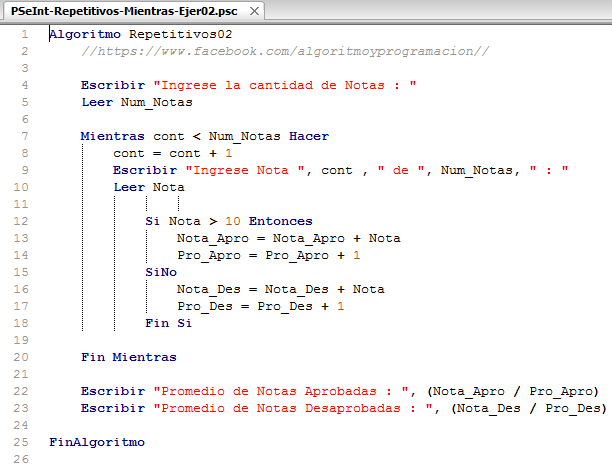 PSeInt-Repetitivos-Mientras-Ejer02.psc
1 Algoritmo Repetitivos02
2 //https://www.facebook.com/algoritmoyprogramacion//
3
4 Escribir "Ingrese la cantidad de Notas : "
5 Leer Num_Notas
6
7 Mientras cont < Num_Notas Hacer
8 cont = cont + 1
9 Escribir "Ingrese Nota ", cont , " de ", Num_Notas, " : "
10 Leer Nota
11
12 Si Nota > 10 Entonces
13 Nota_Apro = Nota_Apro + Nota
14 Pro_Apro = Pro_Apro + 1
15 SiNo
16 Nota_Des = Nota_Des + Nota
17 Pro_Des = Pro_Des + 1
18 Fin Si
19
20 Fin Mientras
21
22 Escribir "Promedio de Notas Aprobadas : ", (Nota_Apro / Pro_Apro)
23 Escribir "Promedio de Notas Desaprobadas : ", (Nota_Des / Pro_Des)
24
25 FinAlgoritmo
26